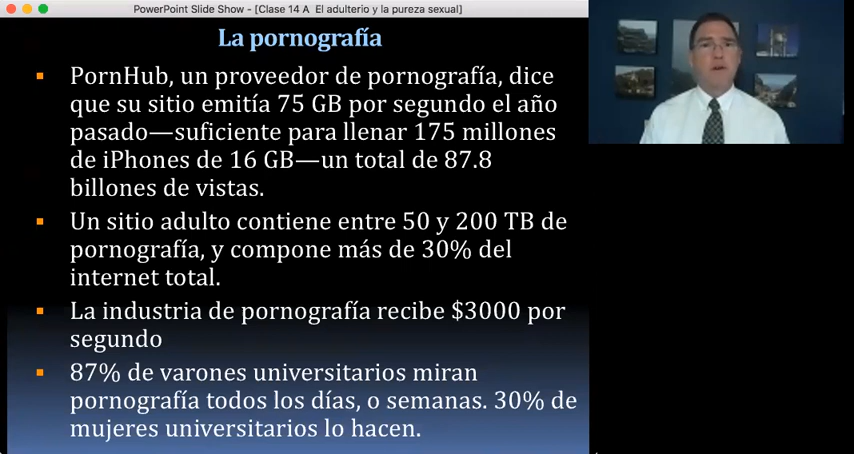 PowerPoint Slide Show - [Clase 14 A   El adulterio y la pureza sexual]
La pornografía
PornHub, un proveedor de pornografía, dice
que su sitio emitía 75 GB por segundo el año
pasado—suficiente para llenar 175 millones
de iPhones de 16 GB—un total de 87.8
billones de vistas.
Un sitio adulto contiene entre 50 y 200 TB de
pornografía, y compone más de 30% del
internet total.
La industria de pornografía recibe $3000 por
segundo
87% de varones universitarios miran
pornografía todos los días, o semanas. 30% de
mujeres universitarios lo hacen.